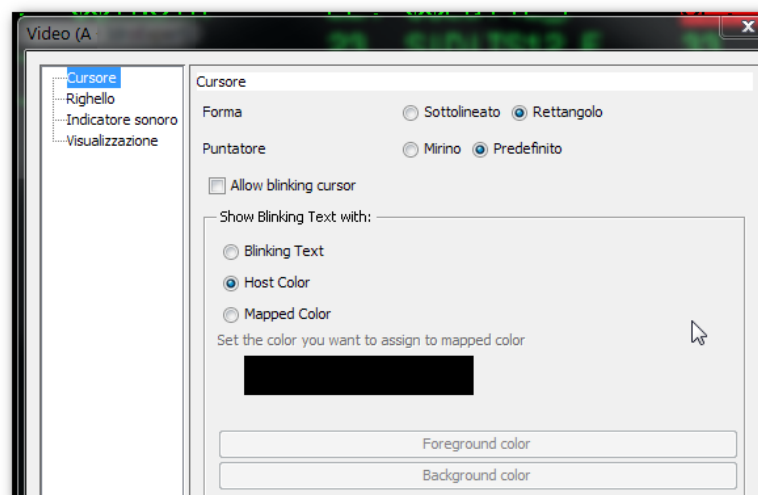 Video (A
Cursore
Righello
Indicatore sonoro
Visualizzazione
Cursore
Forma
Sottolineato
Rettangolo
Puntatore
Mirino
Predefinito
Allow blinking cursor
Show Blinking Text with:
Blinking Text
Host Color
Mapped Color
Set the color you want to assign to mapped color
Foreground color
Background color